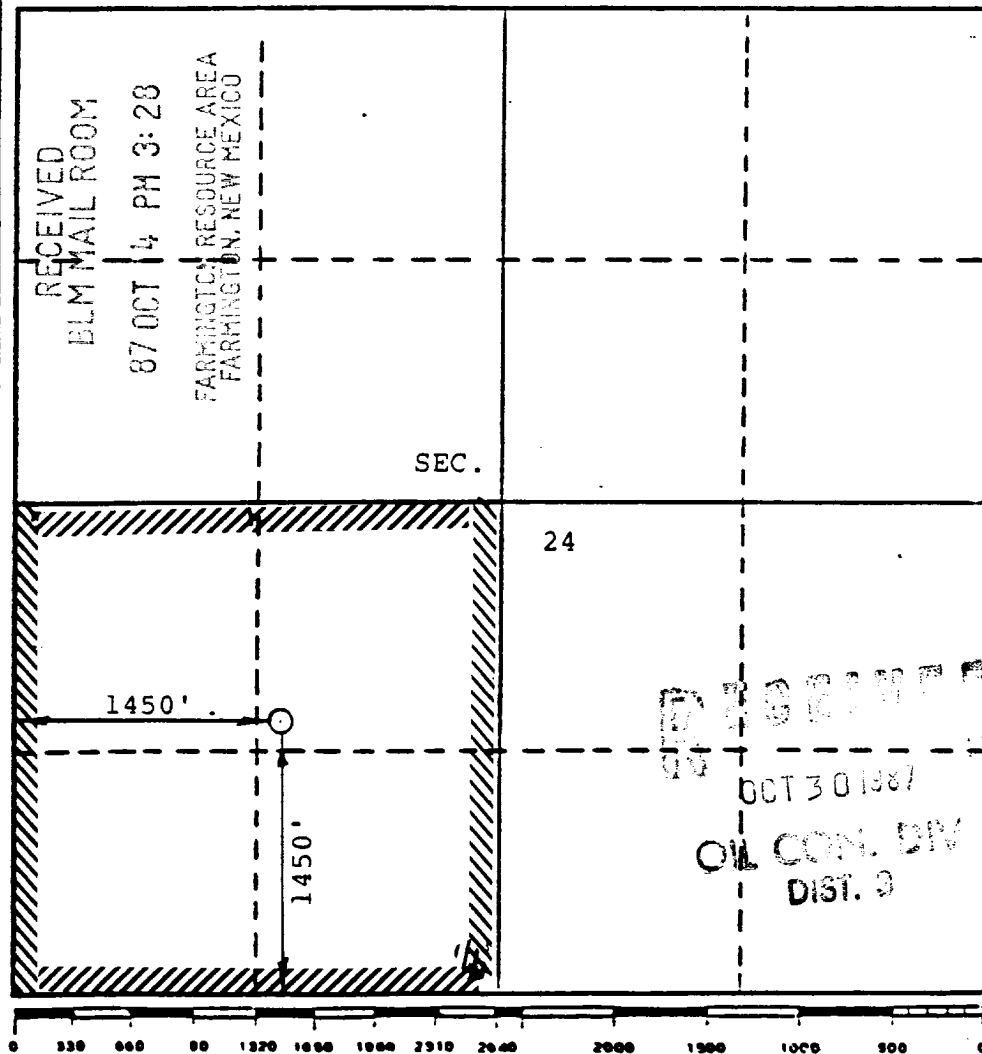 RECEIVED
BLM MAIL ROOM
87 OCT 14 PM 3:28
FARMINGTON RESOURCE AREA
FARMINGTON, NEW MEXICO
SEC.
24
1450'
1450'
OCT 30 1987
OIL CON. DIV
DIST. 3
0 330 660 90 1320 1650 1980 2310 2640 2000 1500 1000 500 0